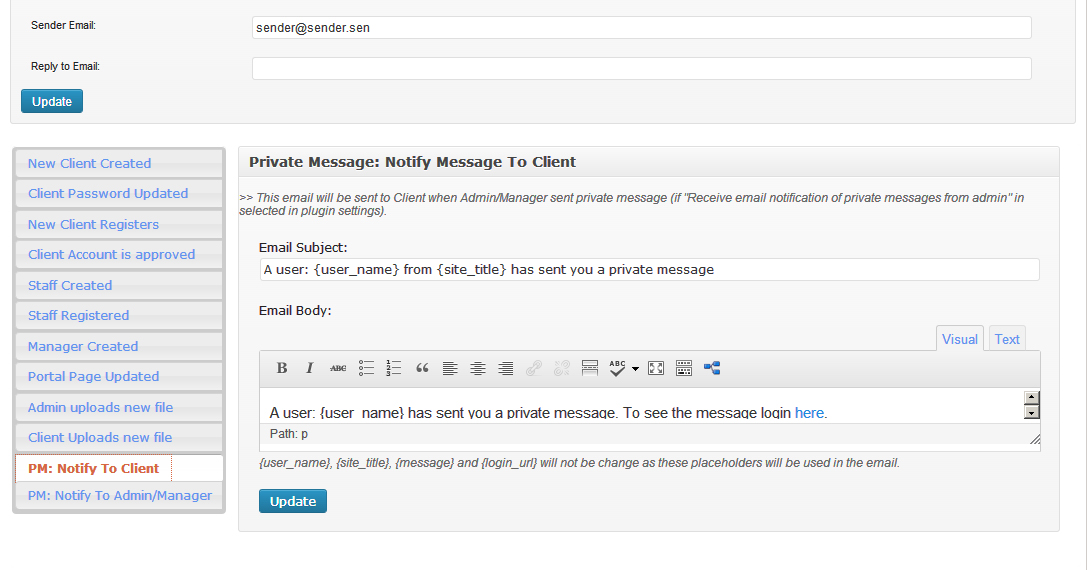 Sender Email:
sender@sender.sen
Reply to Email:
Update
New Client Created
Client Password Updated
New Client Registers
Client Account is approved
Staff Created
Staff Registered
Manager Created
Portal Page Updated
Admin uploads new file
Client Uploads new file
PM: Notify To Client
PM: Notify To Admin/Manager
Private Message: Notify Message To Client
>> This email will be sent to Client when Admin/Manager sent private message (if "Receive email notification of private messages from admin" in
selected in plugin settings).
Email Subject:
A user: {user_name} from {site_title} has sent you a private message
Email Body:
Visual Text
B I ABC ABC
A user: {user_name} has sent you a private message. To see the message login here.
Path: p
{user_name}, {site_title}, {message} and {login_url} will not be change as these placeholders will be used in the email.
Update